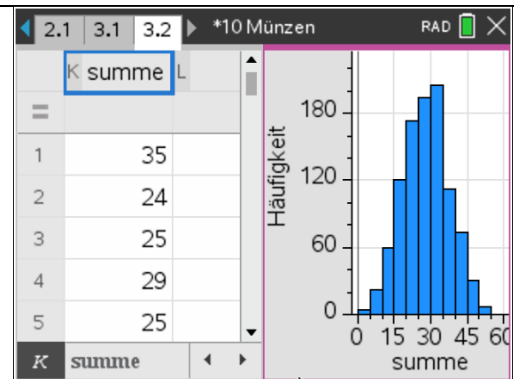 2.1 3.1 3.2 *10 Münzen RAD
K summe L
=
1 35
2 24
3 25
4 29
5 25
K summe
Häufigkeit
180
120
60
0
0 15 30 45 60
summe